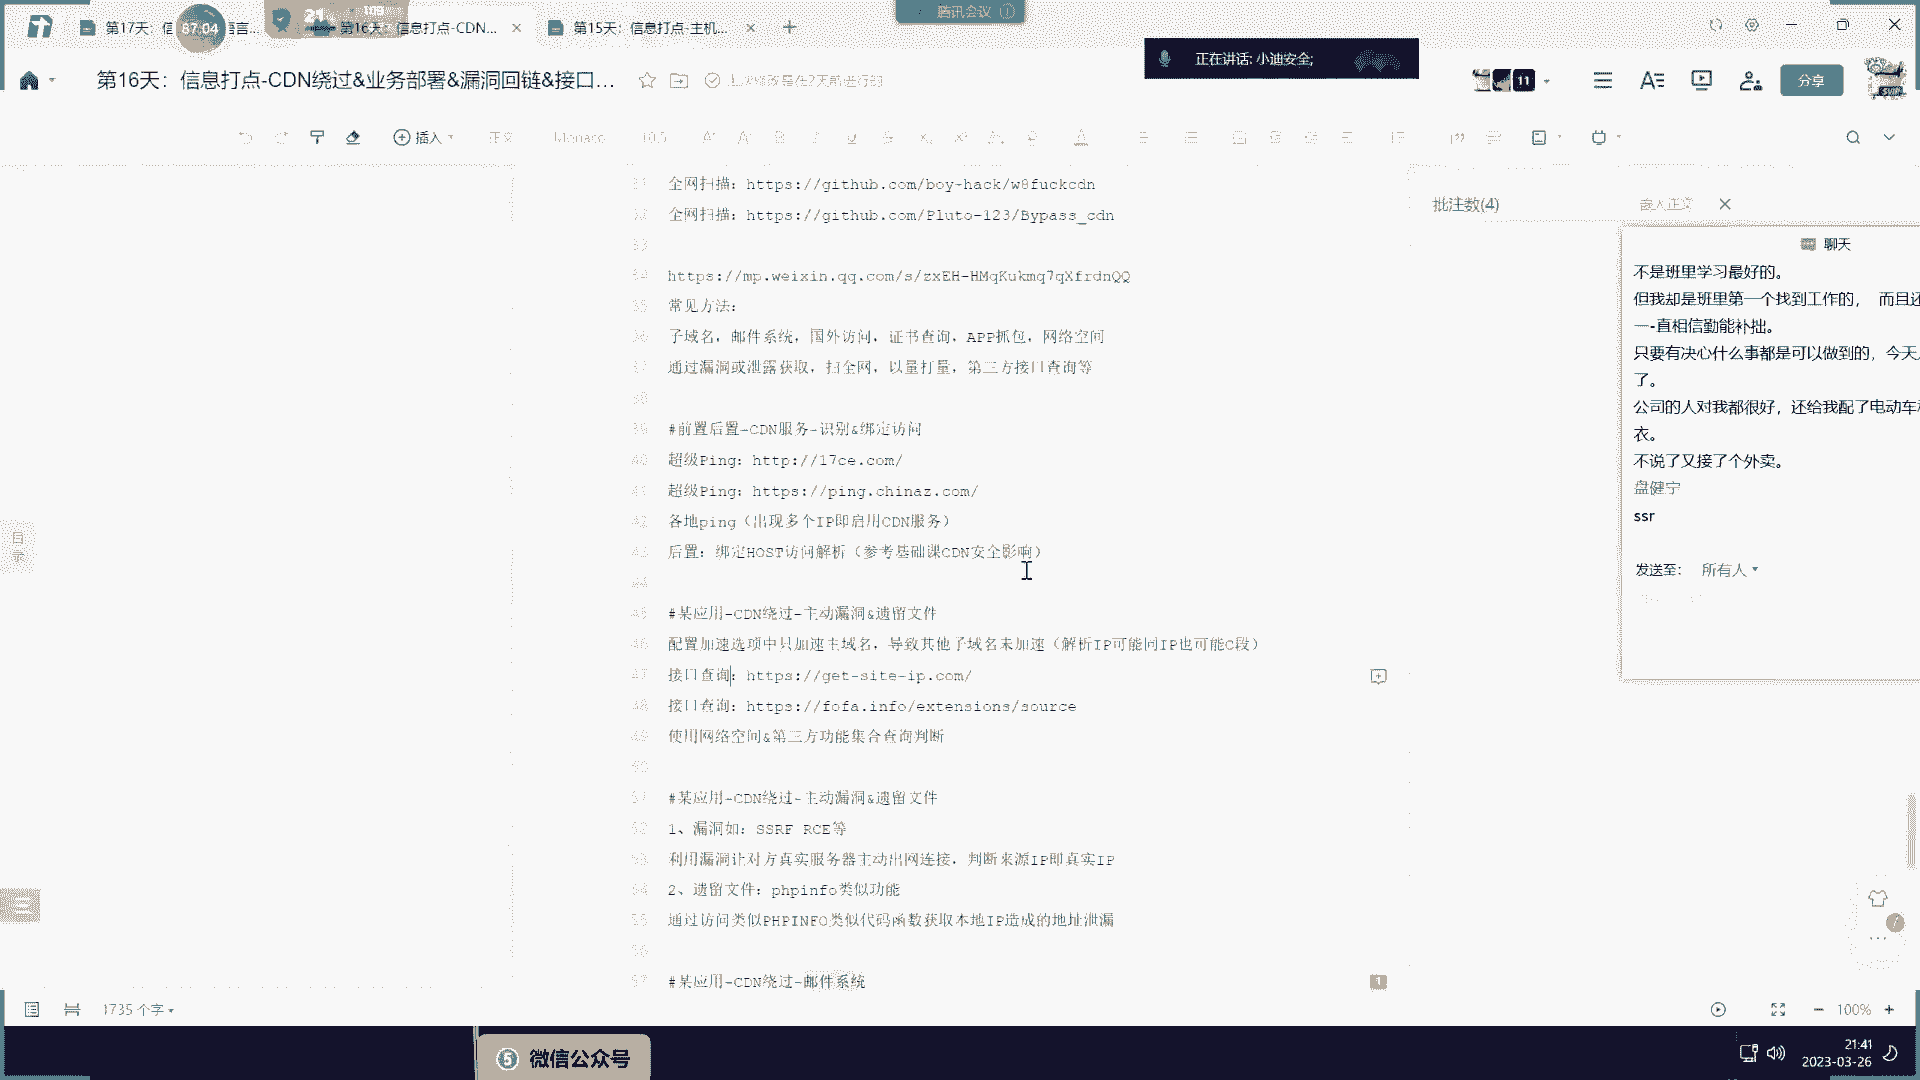 腾讯会议
第17天：信
言...
87:04
21
109
第16天
信息打点-CDN...
第15天：信息打点-主机...
正在讲话: 小迪安全;
第16天：信息打点-CDN绕过&业务部署&漏洞回链&接口...
上次修改是在2天前进行的
11
分享
插入
正文
Monaco
10.5
31 全网扫描：https://github.com/boy-hack/w8fuckcdn
32 全网扫描：https://github.com/Pluto-123/Bypass_cdn
33
34 https://mp.weixin.qq.com/s/zxEH-HMqKukmq7qXfrdnQQ
35 常见方法：
36 子域名，邮件系统，国外访问，证书查询，APP抓包，网络空间
37 通过漏洞或泄露获取，扫全网，以量打量，第三方接口查询等
38
39 #前置后置-CDN服务-识别&绑定访问
40 超级Ping：http://17ce.com/
41 超级Ping：https://ping.chinaz.com/
42 各地ping（出现多个IP即启用CDN服务）
43 后置：绑定HOST访问解析（参考基础课CDN安全影响）
44
45 #某应用-CDN绕过-主动漏洞&遗留文件
46 配置加速选项中只加速主域名，导致其他子域名未加速（解析IP可能同IP也可能C段）
47 接口查询：https://get-site-ip.com/
48 接口查询：https://fofa.info/extensions/source
49 使用网络空间&第三方功能集合查询判断
50
51 #某应用-CDN绕过-主动漏洞&遗留文件
52 1、漏洞如：SSRF RCE等
53 利用漏洞让对方真实服务器主动出网连接，判断来源IP即真实IP
54 2、遗留文件：phpinfo类似功能
55 通过访问类似PHPINFO类似代码函数获取本地IP造成的地址泄漏
56
57 #某应用-CDN绕过-邮件系统
目录
批注数(4)
嵌入正文
1
聊天
不是班里学习最好的。
但我却是班里第一个找到工作的， 而且还
一直相信勤能补拙。
只要有决心什么事都是可以做到的，今天
了。
公司的人对我都很好，还给我配了电动车
衣。
不说了又接了个外卖。
盘健宁
ssr
发送至：
所有人
1735 个字
100%
微信公众号
21:41
2023-03-26